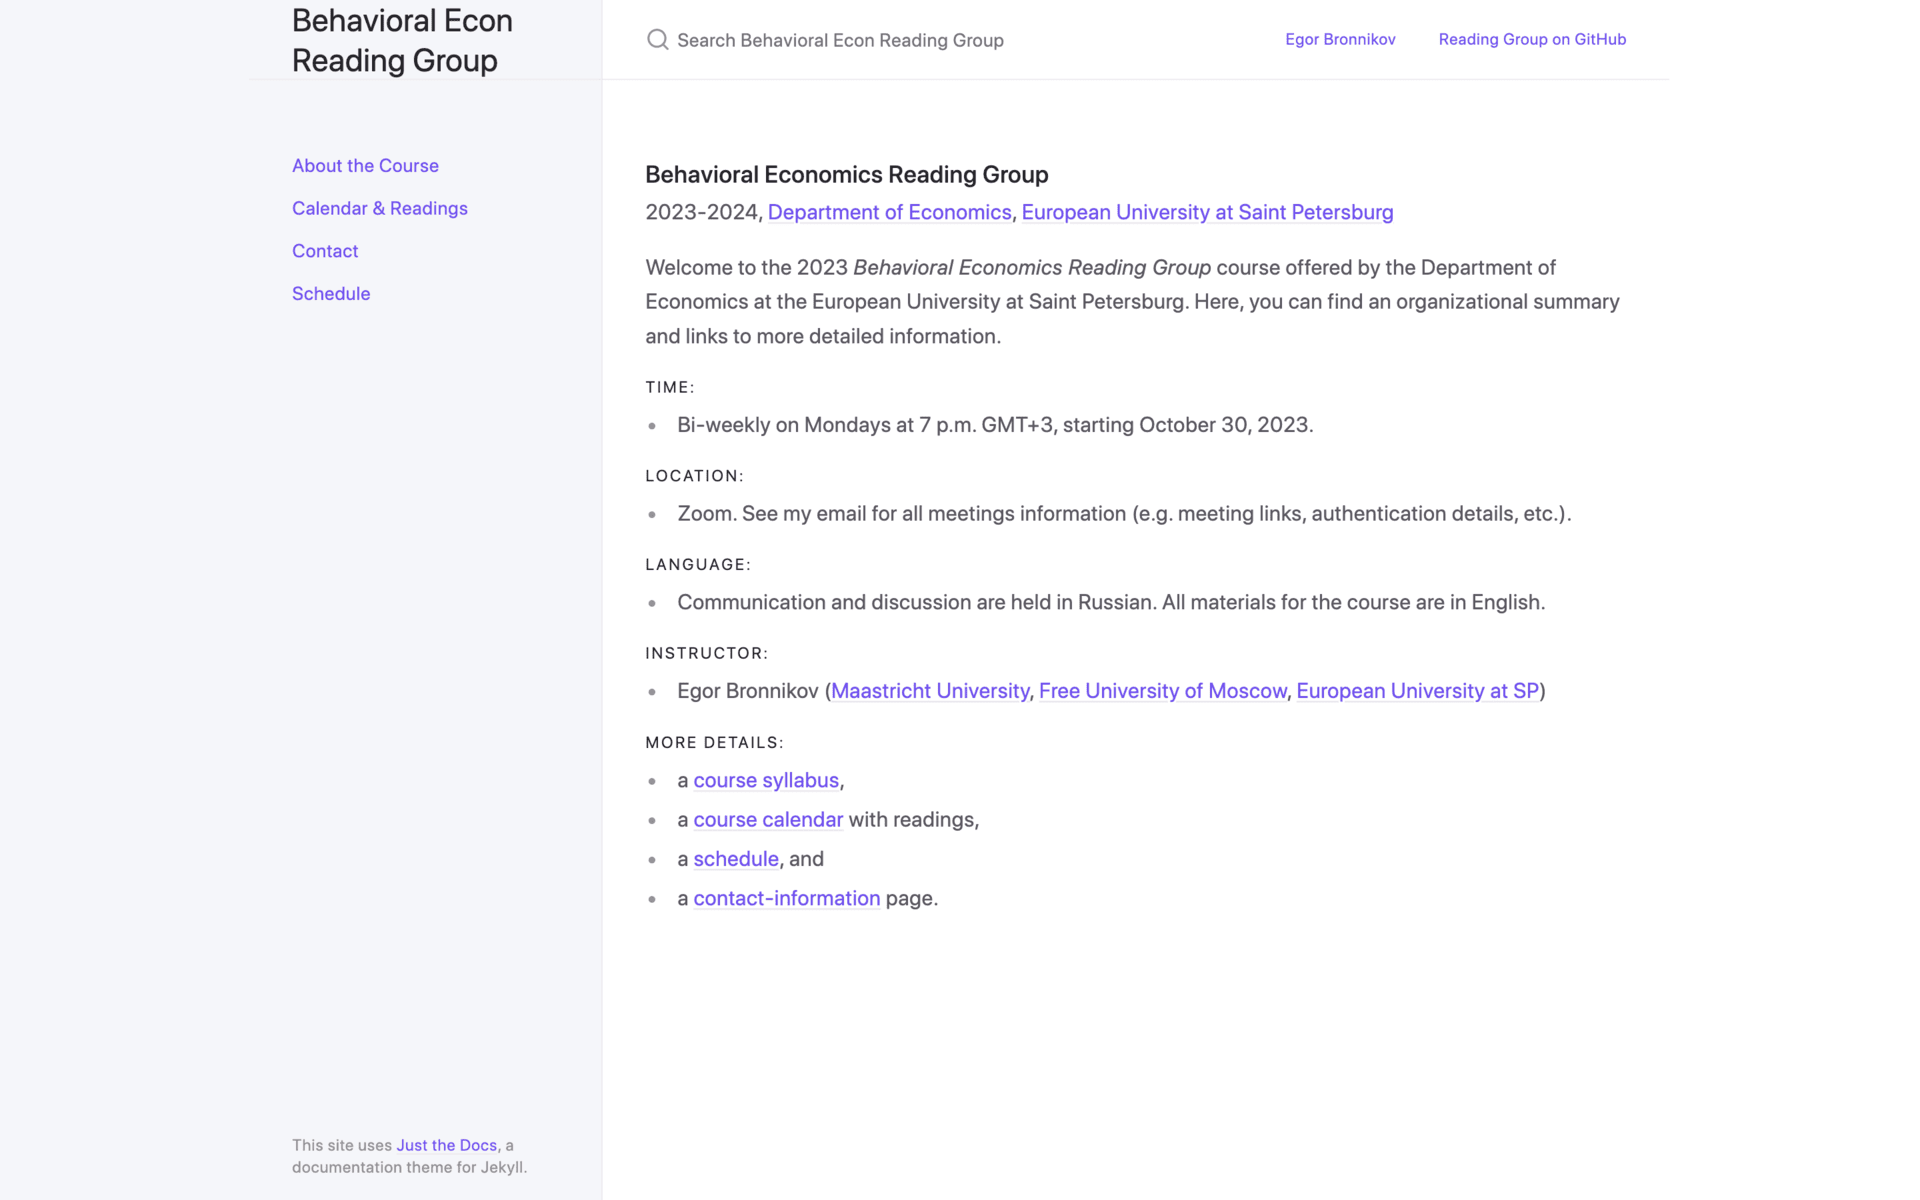 Behavioral Econ
Reading Group
Search Behavioral Econ Reading Group
Egor Bronnikov
Reading Group on GitHub
About the Course
Calendar & Readings
Contact
Schedule
Behavioral Economics Reading Group
2023-2024, Department of Economics, European University at Saint Petersburg
Welcome to the 2023 Behavioral Economics Reading Group course offered by the Department of
Economics at the European University at Saint Petersburg. Here, you can find an organizational summary
and links to more detailed information.
TIME:
• Bi-weekly on Mondays at 7 p.m. GMT+3, starting October 30, 2023.
LOCATION:
• Zoom. See my email for all meetings information (e.g. meeting links, authentication details, etc.).
LANGUAGE:
• Communication and discussion are held in Russian. All materials for the course are in English.
INSTRUCTOR:
• Egor Bronnikov (Maastricht University, Free University of Moscow, European University at SP)
MORE DETAILS:
• a course syllabus,
• a course calendar with readings,
• a schedule, and
• a contact-information page.
This site uses Just the Docs, a
documentation theme for Jekyll.